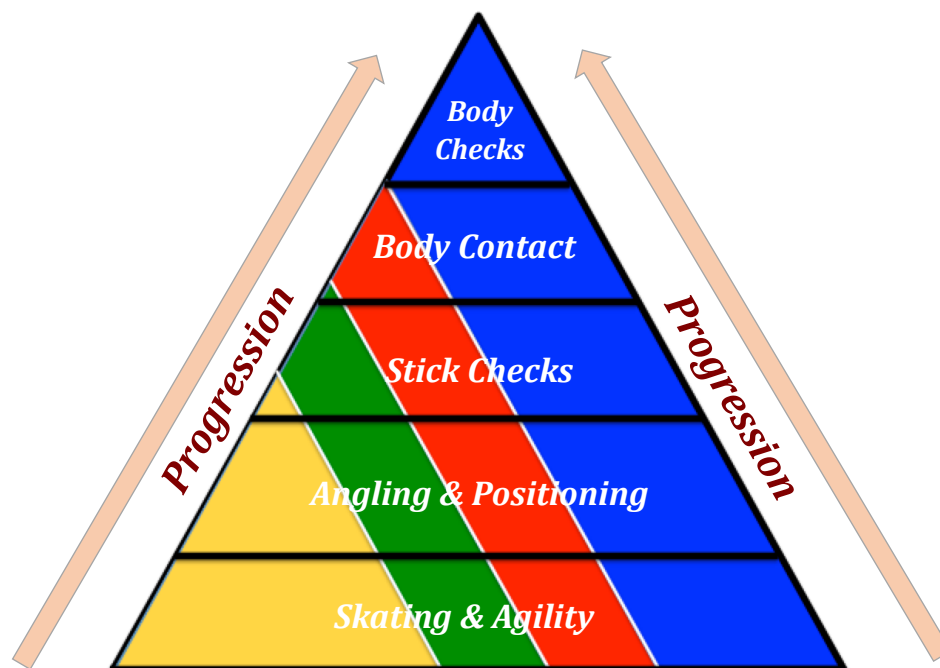 Body
Checks
Body Contact
Stick Checks
Angling & Positioning
Skating & Agility
Progression
Progression